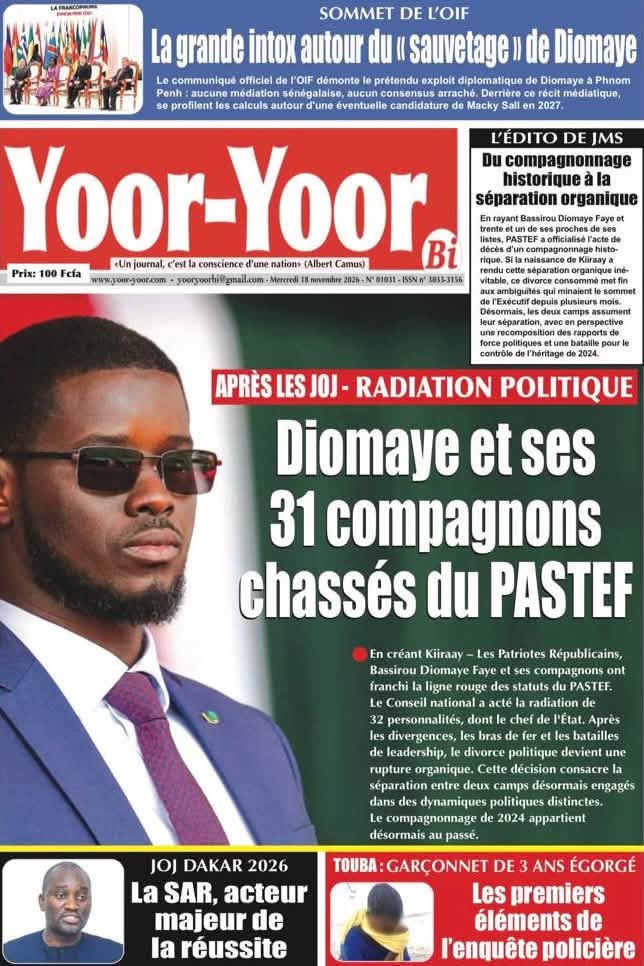 LA FRANCOPHONIE
SOMMET DE L'OIF
La grande intox autour du « sauvetage » de Diomaye
Le communiqué officiel de l'OIF démonte le prétendu exploit diplomatique de Diomaye à Phnom
Penh : aucune médiation sénégalaise, aucun consensus arraché. Derrière ce récit médiatique,
se profilent les calculs autour d'une éventuelle candidature de Macky Sall en 2027.
Yoor-Yoor
Bi
«Un journal, c'est la conscience d'une nation» (Albert Camus)
Prix: 100 Fcfa
www.your-yoor.com - yooryoorbi@gmail.com - Mercredi 18 novembre 2026 - N° 01031 - ISSN n° 3033-3156
L'ÉDITO DE JMS
Du compagnonnage
historique à la
séparation organique
En rayant Bassirou Diomaye Faye et
trente et un de ses proches de ses
listes, PASTEF a officialisé l'acte de
décès d'un compagnonnage histo-
rique. Si la naissance de Kiiraay a
rendu cette séparation organique iné-
vitable, ce divorce consommé met fin
aux ambiguïtés qui minaient le sommet
de l'Exécutif depuis plusieurs mois.
Désormais, les deux camps assument
leur séparation, avec en perspective
une recomposition des rapports de
force politiques et une bataille pour le
contrôle de l'héritage de 2024.
APRÈS LES JOJ - RADIATION POLITIQUE
Diomaye et ses
31 compagnons
chassés du PASTEF
En créant Kiiraay – Les Patriotes Républicains,
Bassirou Diomaye Faye et ses compagnons ont
franchi la ligne rouge des statuts du PASTEF.
Le Conseil national a acté la radiation de
32 personnalités, dont le chef de l'État. Après
les divergences, les bras de fer et les batailles
de leadership, le divorce politique devient une
rupture organique. Cette décision consacre la
séparation entre deux camps désormais engagés
dans des dynamiques politiques distinctes.
Le compagnonnage de 2024 appartient
désormais au passé.
JOJ DAKAR 2026
La SAR, acteur
majeur de
la réussite
TOUBA : GARÇONNET DE 3 ANS ÉGORGÉ
Les premiers
éléments de
l'enquête policière